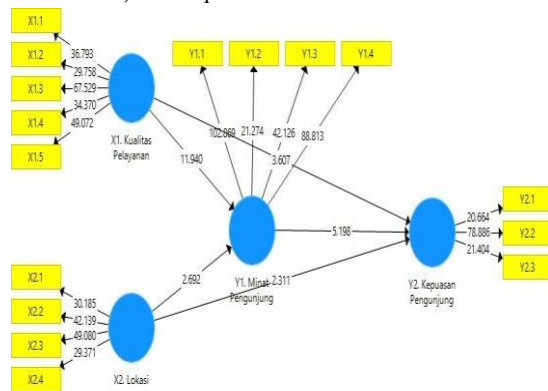 X1.1
X1.2
X1.3
X1.4
X1.5
36.793
29.758
67.529
34.370
49.072
X1. Kualitas
Pelayanan
Y1.1
Y1.2
Y1.3
Y1.4
102.869
21.274
42.126
88.813
11.940
3.607
Y1. Minat
Pengunjung
5.198
2.692
2.311
X2.1
X2.2
X2.3
X2.4
30.185
42.139
49.080
29.371
X2. Lokasi
Y2.1
Y2.2
Y2.3
20.664
78.886
21.404
Y2. Kepuasan
Pengunjung